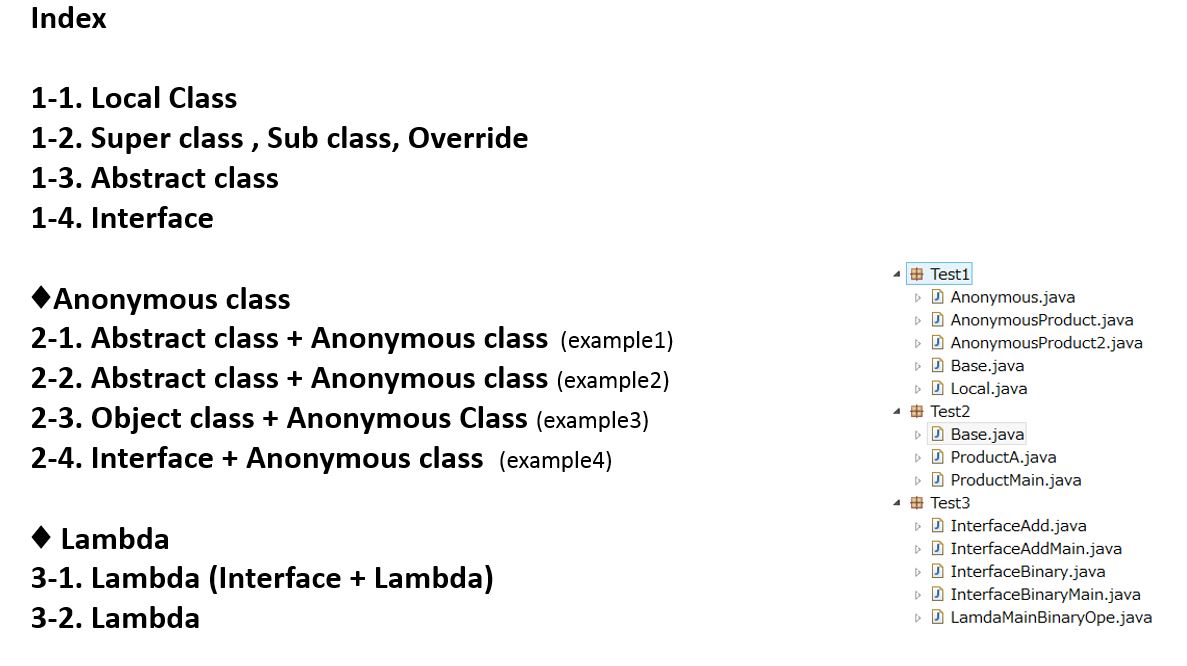 Index
1-1. Local Class
1-2. Super class , Sub class, Override
1-3. Abstract class
1-4. Interface
♦Anonymous class
2-1. Abstract class + Anonymous class (example1)
2-2. Abstract class + Anonymous class (example2)
2-3. Object class + Anonymous Class (example3)
2-4. Interface + Anonymous class (example4)
♦ Lambda
3-1. Lambda (Interface + Lambda)
3-2. Lambda
Test1
Anonymous.java
AnonymousProduct.java
AnonymousProduct2.java
Base.java
Local.java
Test2
Base.java
ProductA.java
ProductMain.java
Test3
InterfaceAdd.java
InterfaceAddMain.java
InterfaceBinary.java
InterfaceBinaryMain.java
LamdaMainBinaryOpe.java